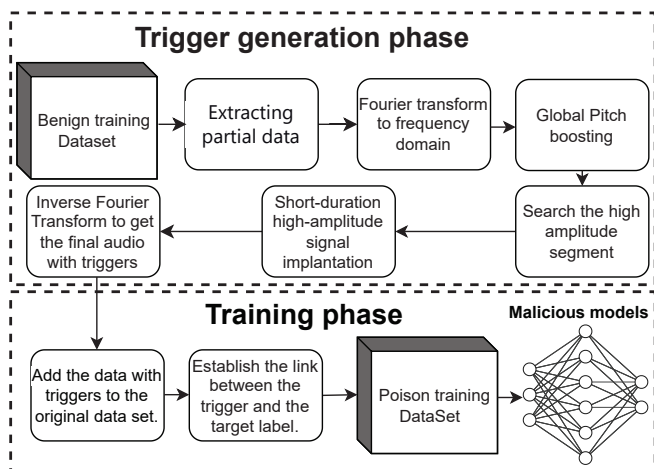 Trigger generation phase
Benign training
Dataset
Extracting
partial data
Fourier transform
to frequency
domain
Global Pitch
boosting
Search the high
amplitude
segment
Short-duration
high-amplitude
signal
implantation
Inverse Fourier
Transform to get
the final audio
with triggers
Training phase
Add the data with
triggers to the
original data set.
Establish the link
between the
trigger and the
target label.
Poison training
DataSet
Malicious models